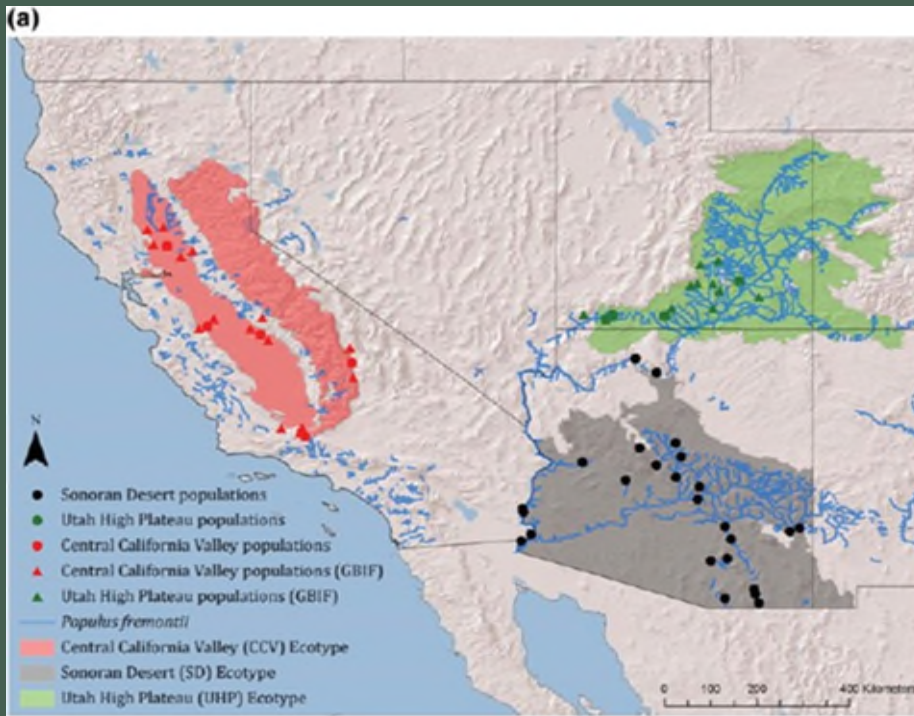 (a)
N
Sonoran Desert populations
Utah High Plateau populations
Central California Valley populations
Central California Valley populations (GBIF)
Utah High Plateau populations (GBIF)
Populus fremontii
Central California Valley (CCV) Ecotype
Sonoran Desert (SD) Ecotype
Utah High Plateau (UHP) Ecotype
0 100 200 400 Kilometers